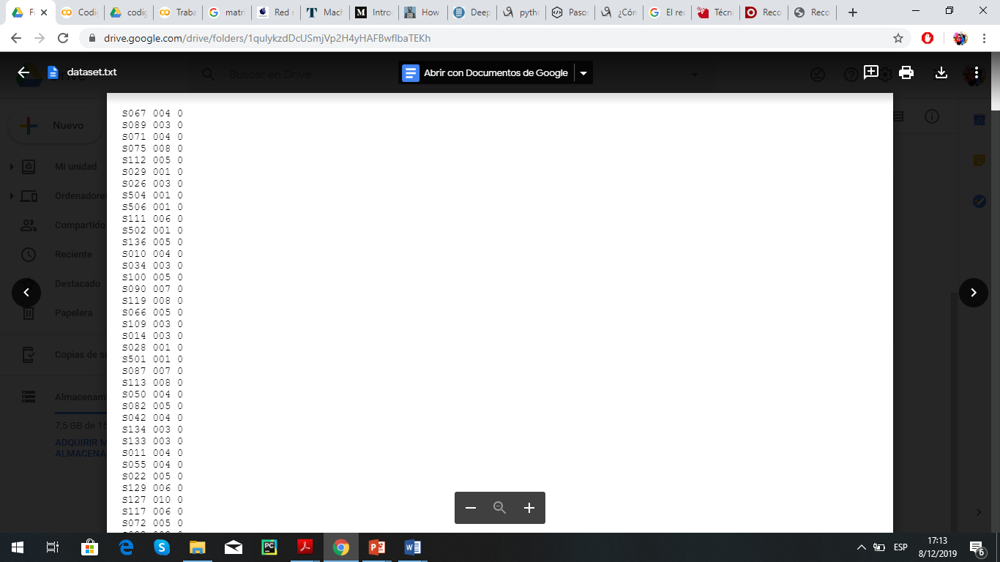 Fi
Codig
codig
Traba
matri
Red n
Mach
Intro
How
Deep
pytho
Paso
¿Cón
El rec
Técni
Reco
Reco
drive.google.com/drive/folders/1qulykzdDcUSmjVp2H4yHAFBwflbaTEKh
dataset.txt
Buscar en Drive
Abrir con Documentos de Google
Nuevo
Mi unidad
Ordenadores
Compartido
Reciente
Destacado
Papelera
Copias de se
Almacenam
7,5 GB de 15
ADQUIRIR M
ALMACENA
S067 004 0
S089 003 0
S071 004 0
S075 008 0
S112 005 0
S029 001 0
S026 003 0
S504 001 0
S506 001 0
S111 006 0
S502 001 0
S136 005 0
S010 004 0
S034 003 0
S100 005 0
S090 007 0
S119 008 0
S066 005 0
S109 003 0
S014 003 0
S028 001 0
S501 001 0
S087 007 0
S113 008 0
S050 004 0
S082 005 0
S042 004 0
S134 003 0
S133 003 0
S011 004 0
S055 004 0
S022 005 0
S129 006 0
S127 010 0
S117 006 0
S072 005 0
ESP
17:13
8/12/2019
6